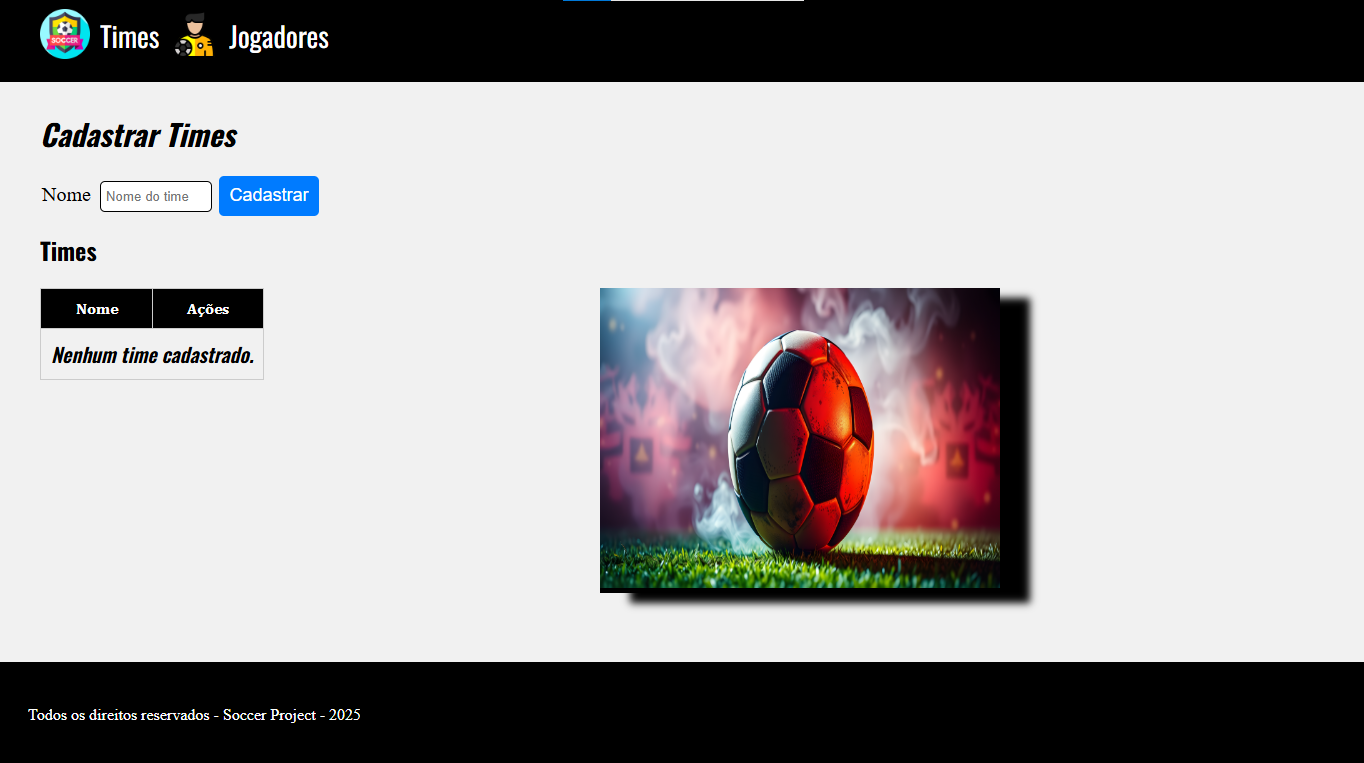 SOCCER Times Jogadores
Cadastrar Times
Nome Nome do time Cadastrar
Times
Nome Ações
Nenhum time cadastrado.
Todos os direitos reservados - Soccer Project - 2025